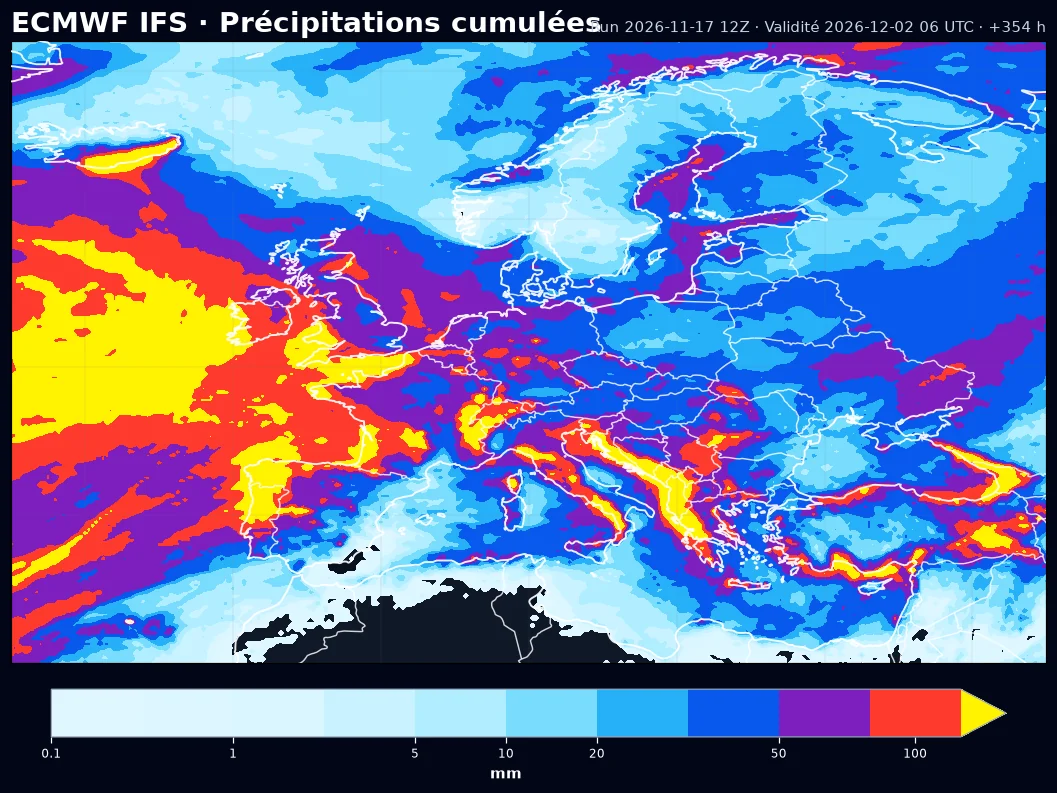 ECMWF IFS · Précipitations cumulées
Run 2026-11-17 12Z · Validité 2026-12-02 06 UTC · +354 h
0.1 1 5 10 20 50 100
mm